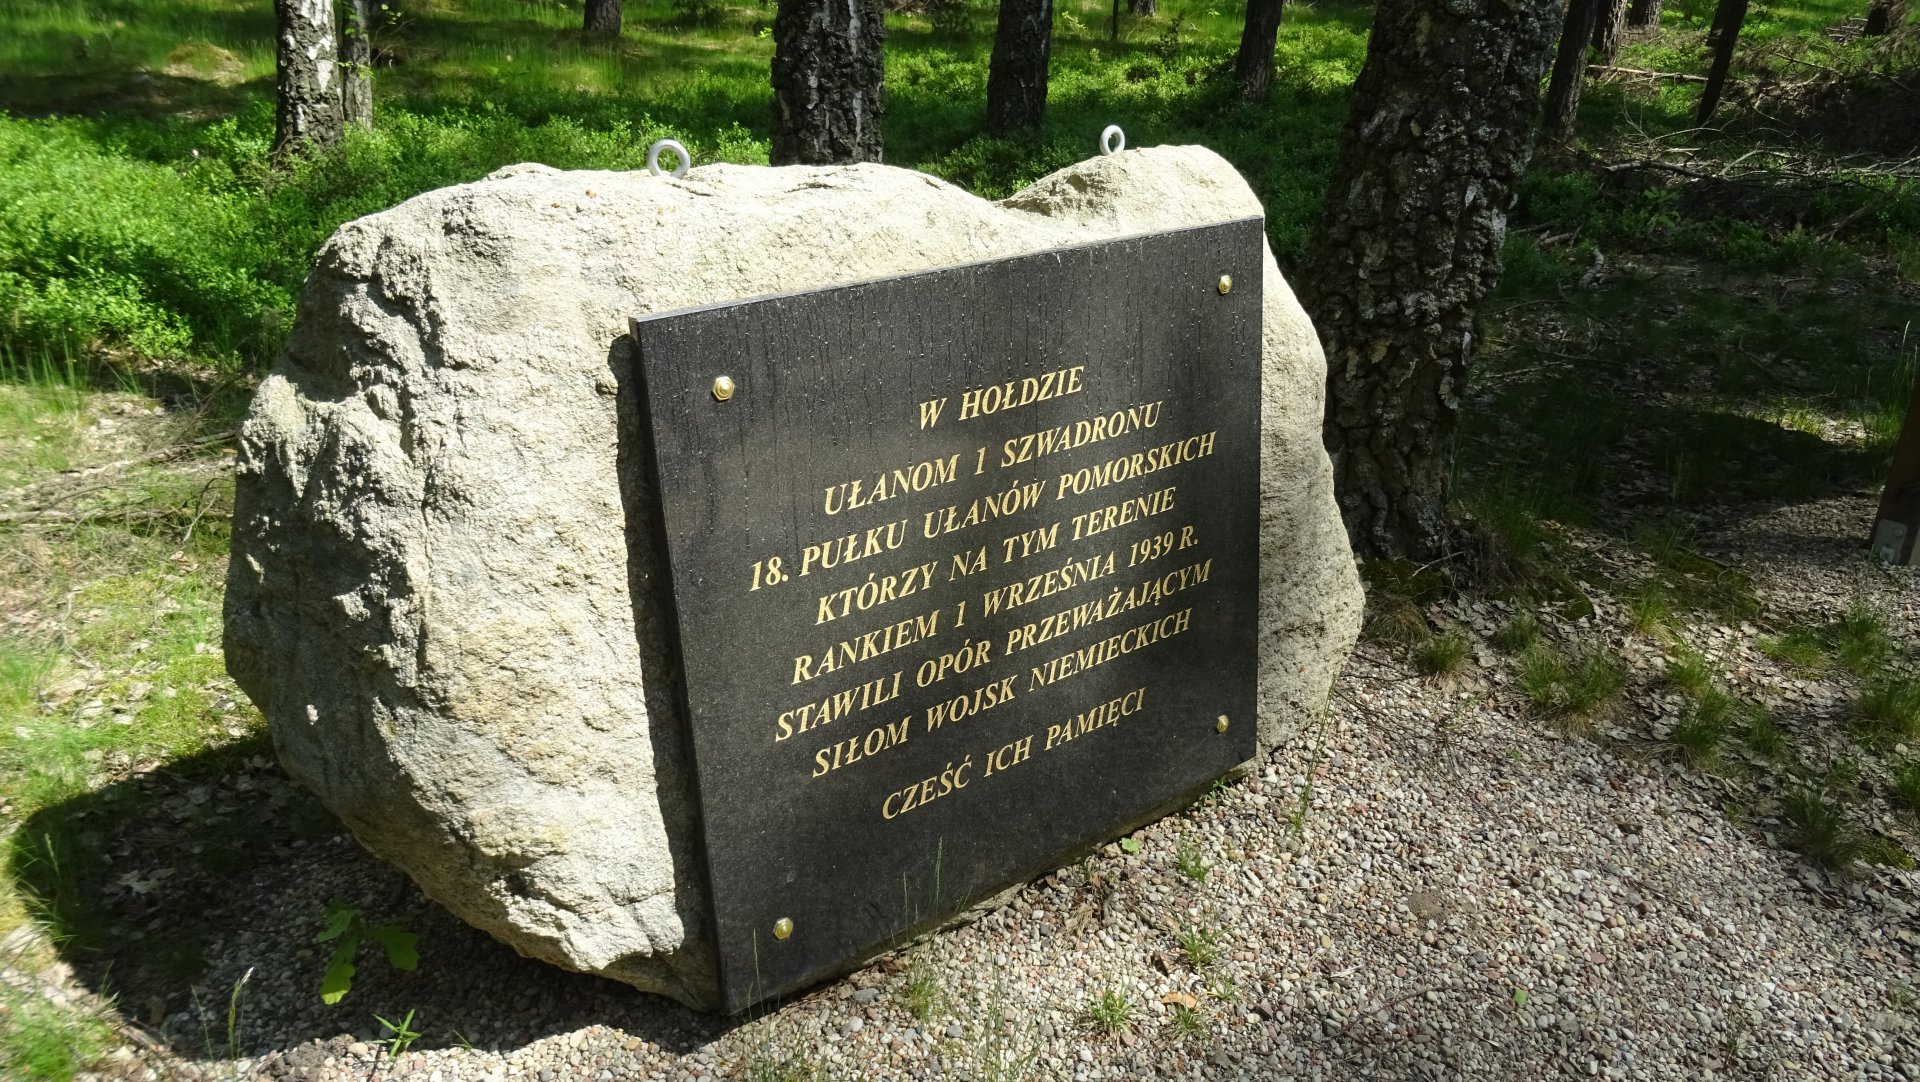 W HOŁDZIE
UŁANOM 1 SZWADRONU
18. PUŁKU UŁANÓW POMORSKICH
KTÓRZY NA TYM TERENIE
RANKIEM 1 WRZEŚNIA 1939 R.
STAWILI OPÓR PRZEWAŻAJĄCYM
SIŁOM WOJSK NIEMIECKICH
CZEŚĆ ICH PAMIĘCI